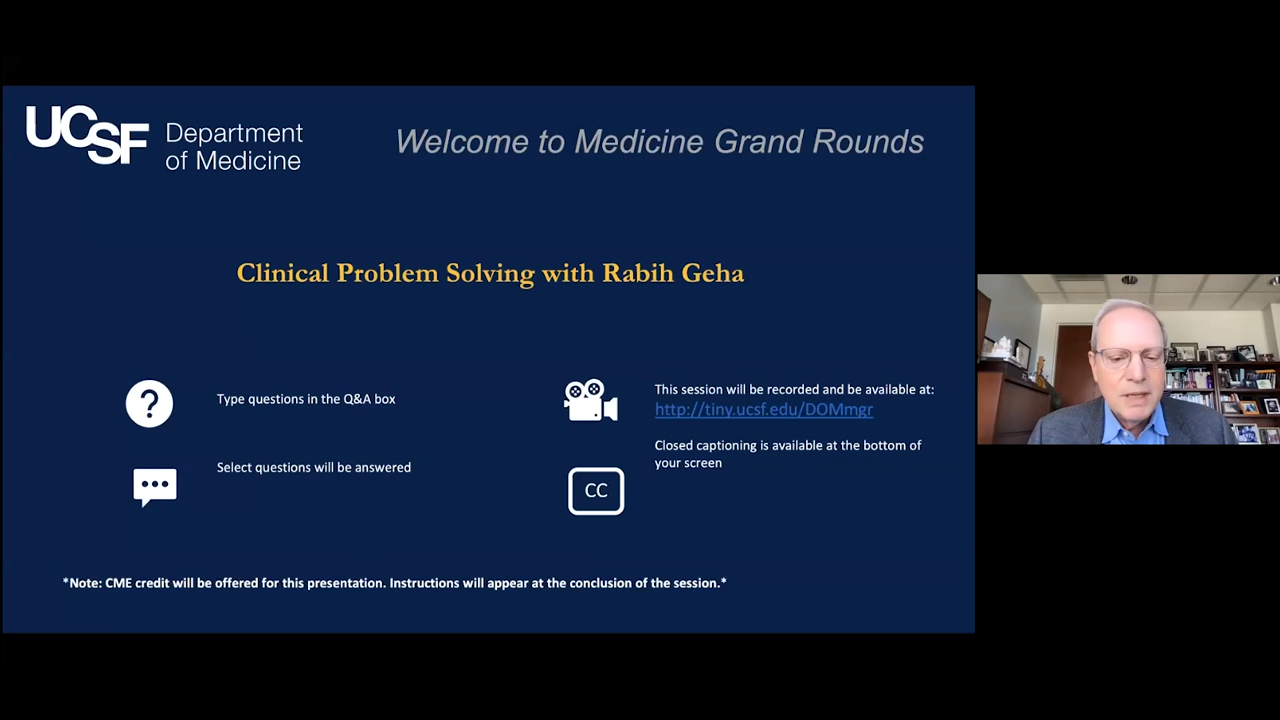 UCSF
Department
of Medicine
Welcome to Medicine Grand Rounds
Clinical Problem Solving with Rabih Geha
?
Type questions in the Q&A box
Select questions will be answered
This session will be recorded and be available at:
http://tiny.ucsf.edu/DOMmgr
Closed captioning is available at the bottom of
your screen
CC
*Note: CME credit will be offered for this presentation. Instructions will appear at the conclusion of the session.*